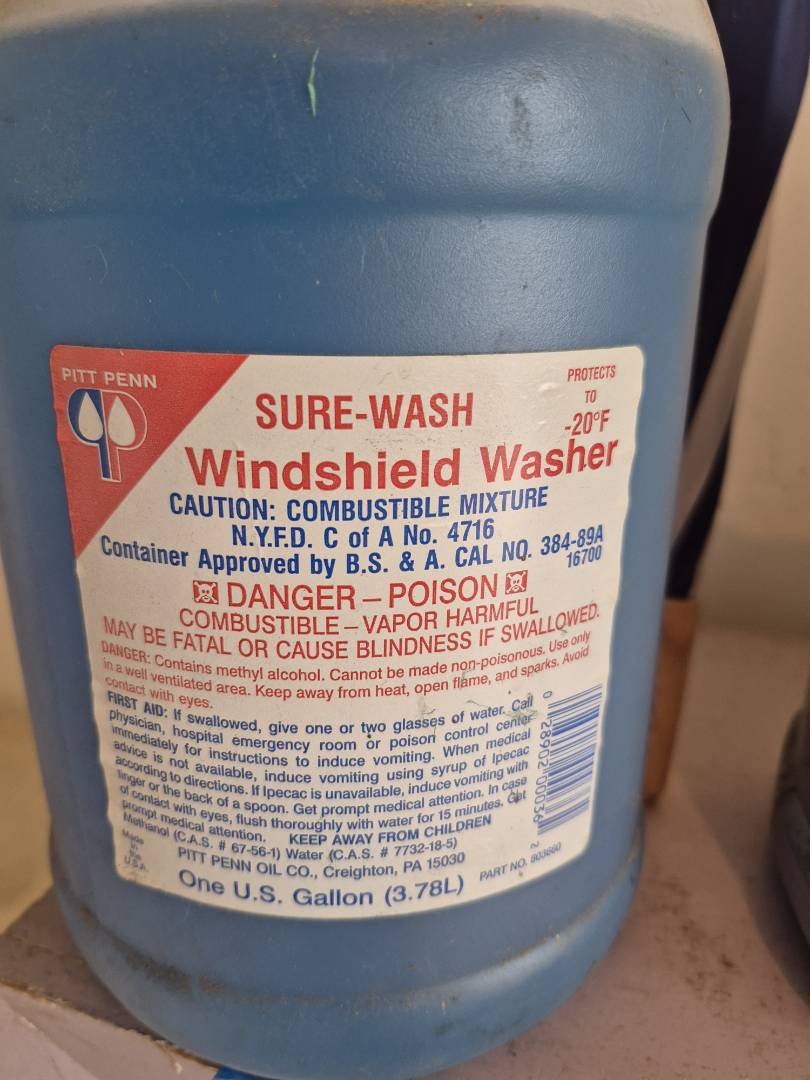 PITT PENN
PROTECTS
TO
-20°F
SURE-WASH
Windshield Washer
CAUTION: COMBUSTIBLE MIXTURE
N.Y.F.D. C of A No. 4716
Container Approved by B.S. & A. CAL NO. 384-89A
16700
DANGER – POISON
COMBUSTIBLE – VAPOR HARMFUL
MAY BE FATAL OR CAUSE BLINDNESS IF SWALLOWED.
DANGER: Contains methyl alcohol. Cannot be made non-poisonous. Use only
in a well ventilated area. Keep away from heat, open flame, and sparks. Avoid
contact with eyes.
FIRST AID: If swallowed, give one or two glasses of water. Call
physician, hospital emergency room or poison control center
immediately for instructions to induce vomiting. When medical
advice is not available, induce vomiting using syrup of Ipecac
according to directions. If Ipecac is unavailable, induce vomiting with
finger or the back of a spoon. Get prompt medical attention. In case
of contact with eyes, flush thoroughly with water for 15 minutes. Get
prompt medical attention. KEEP AWAY FROM CHILDREN
Methanol (C.A.S. # 67-56-1) Water (C.A.S. # 7732-18-5)
0 28902 00036 2
Made
in
the
U.S.A.
PITT PENN OIL CO., Creighton, PA 15030
PART NO. 803660
One U.S. Gallon (3.78L)